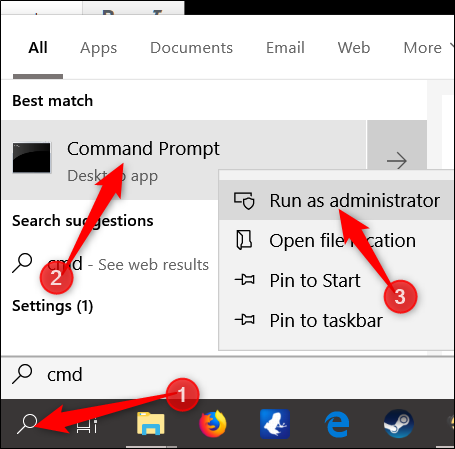 All Apps Documents Email Web More
Best match
Command Prompt
Desktop app
Run as administrator
Search suggestions
Open file location
cmd - See web results
2
Pin to Start
3
Settings (1)
Pin to taskbar
cmd
1